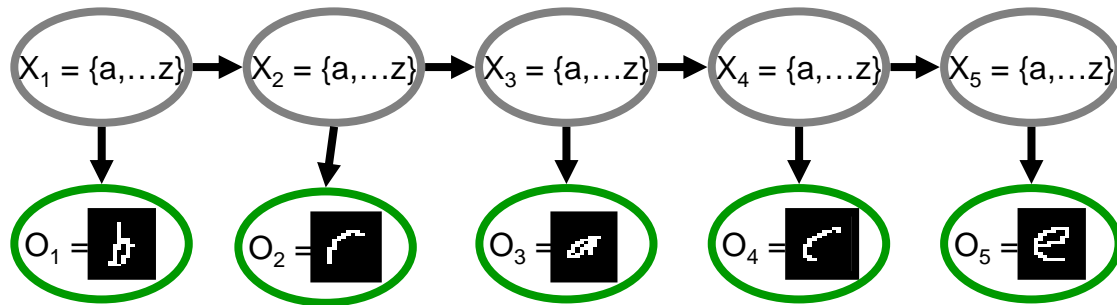 X₁ = {a,...z} X₂ = {a,...z} X₃ = {a,...z} X₄ = {a,...z} X₅ = {a,...z}
O₁ = b O₂ = r O₃ = a O₄ = c O₅ = e